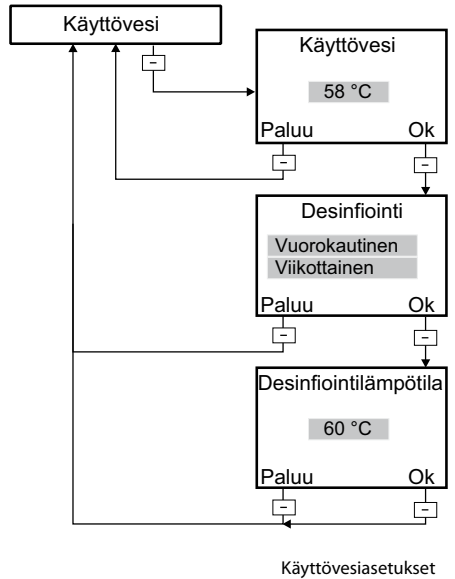 Käyttövesi
Käyttövesi
58 °C
Paluu Ok
Desinfiointi
Vuorokautinen
Viikottainen
Paluu Ok
Desinfiointilämpötila
60 °C
Paluu Ok
Käyttövesiasetukset